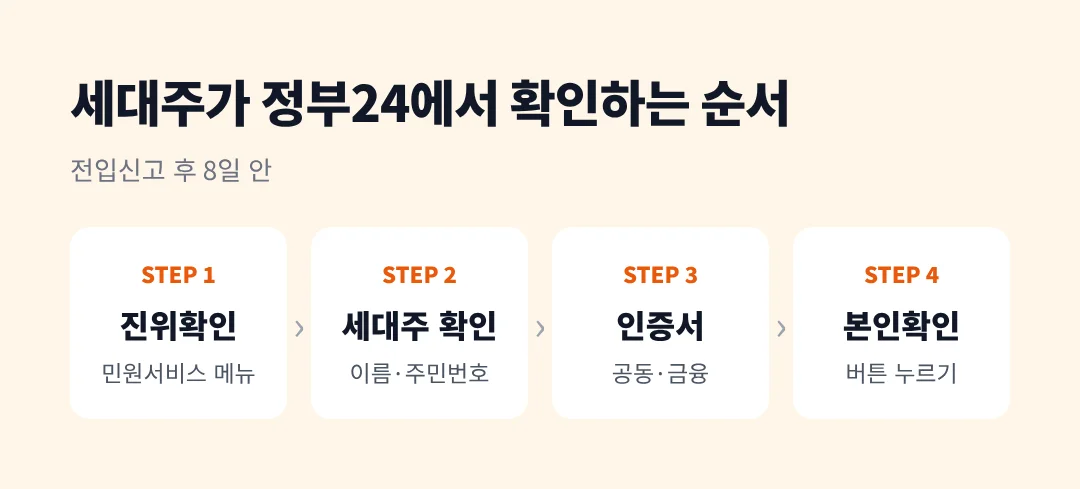 세대주가 정부24에서 확인하는 순서
전입신고 후 8일 안
STEP 1
진위확인
민원서비스 메뉴
STEP 2
세대주 확인
이름·주민번호
STEP 3
인증서
공동·금융
STEP 4
본인확인
버튼 누르기